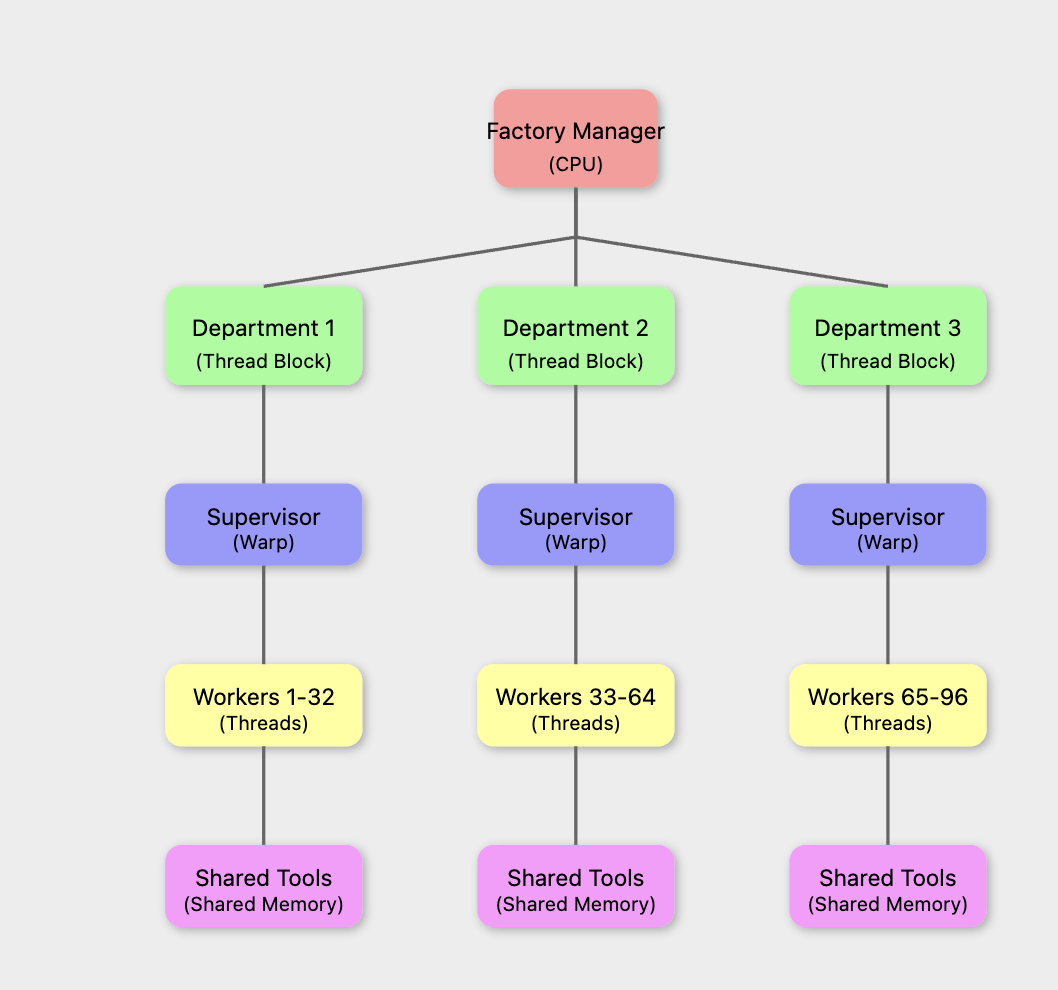 Factory Manager
(CPU)
Department 1
(Thread Block)
Department 2
(Thread Block)
Department 3
(Thread Block)
Supervisor
(Warp)
Supervisor
(Warp)
Supervisor
(Warp)
Workers 1-32
(Threads)
Workers 33-64
(Threads)
Workers 65-96
(Threads)
Shared Tools
(Shared Memory)
Shared Tools
(Shared Memory)
Shared Tools
(Shared Memory)